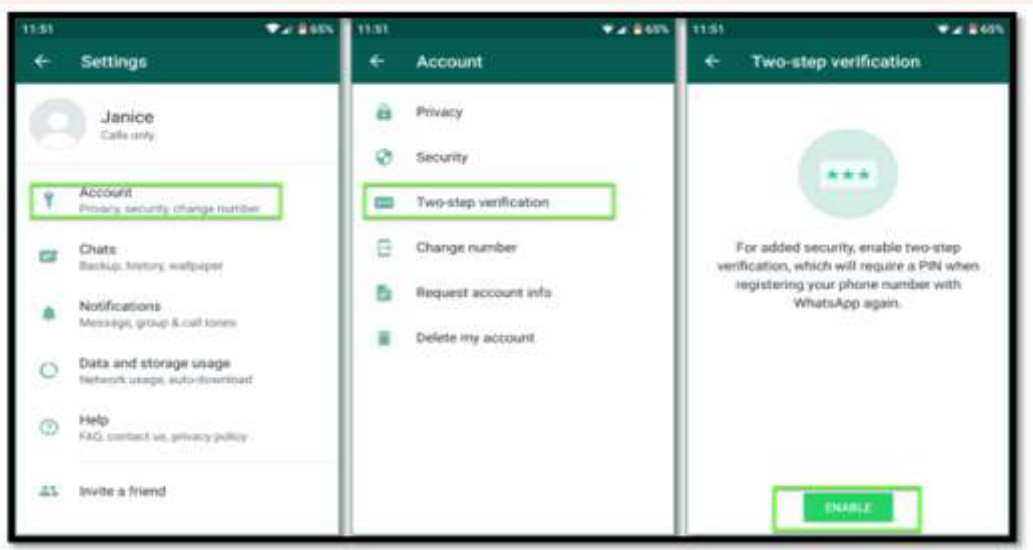 11:51
65%
Settings
Janice
Calls only.
Account
Privacy, security, change number
Chats
Backup, history, wallpaper
Notifications
Message, group & call tones
Data and storage usage
Network usage, auto-download
Help
FAQ, contact us, privacy policy
Invite a friend
11:51
65%
Account
Privacy
Security
Two-step verification
Change number
Request account info
Delete my account
11:51
65%
Two-step verification
***
For added security, enable two-step
verification, which will require a PIN when
registering your phone number with
WhatsApp again.
ENABLE